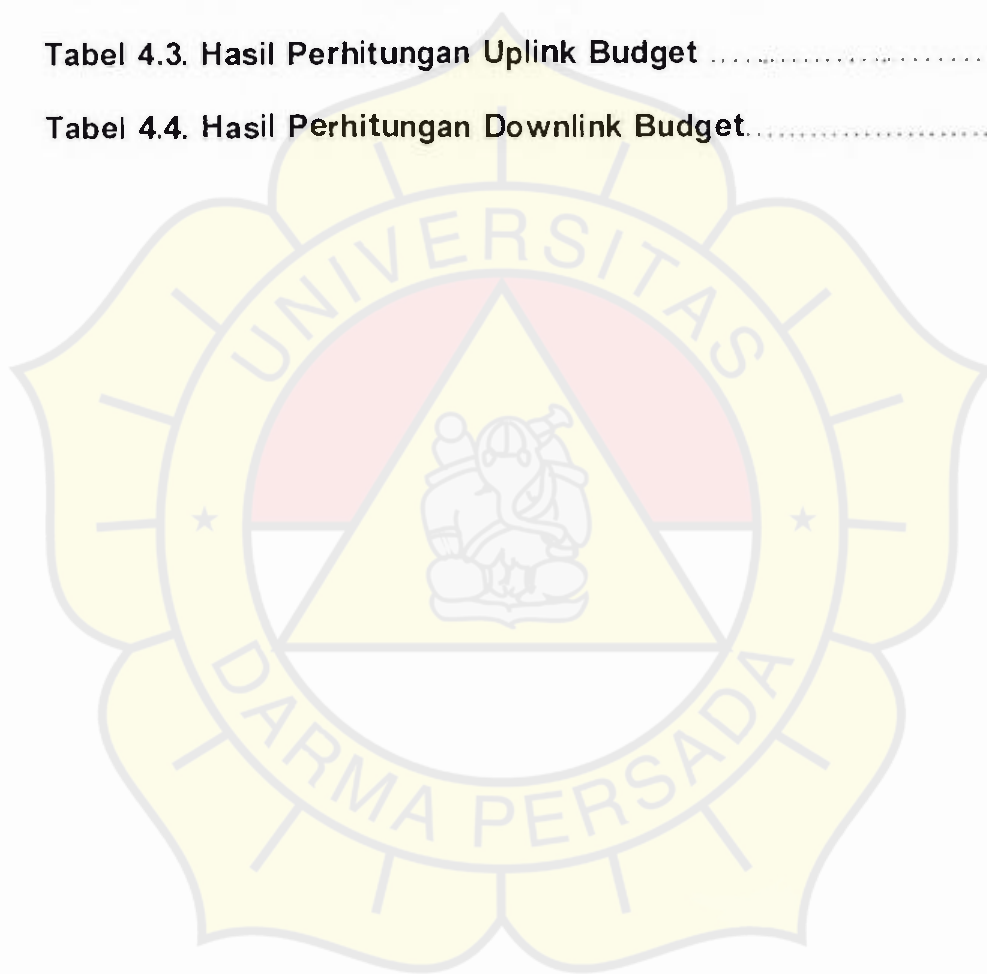 Tabel 4.3. Hasil Perhitungan Uplink Budget ........................
Tabel 4.4. Hasil Perhitungan Downlink Budget......................
UNIVERSITAS
DARMA PERSADA